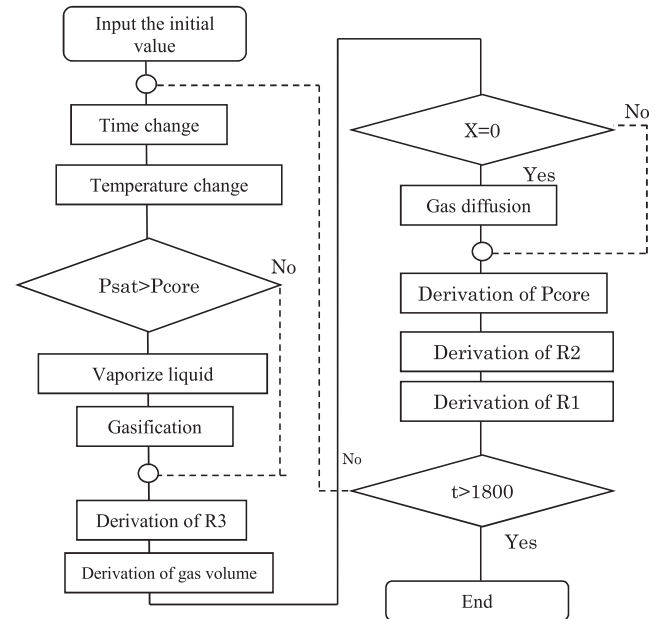 Input the initial
value
Time change
Temperature change
Psat>Pcore
No
Vaporize liquid
Gasification
Derivation of R3
Derivation of gas volume
X=0
No
Yes
Gas diffusion
Derivation of Pcore
Derivation of R2
Derivation of R1
No
t>1800
Yes
End